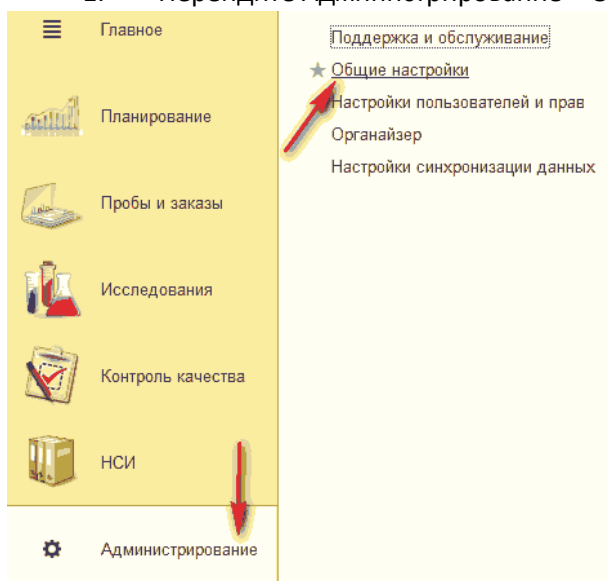 Главное
Планирование
Пробы и заказы
Исследования
Контроль качества
НСИ
Администрирование
Поддержка и обслуживание
Общие настройки
Настройки пользователей и прав
Органайзер
Настройки синхронизации данных